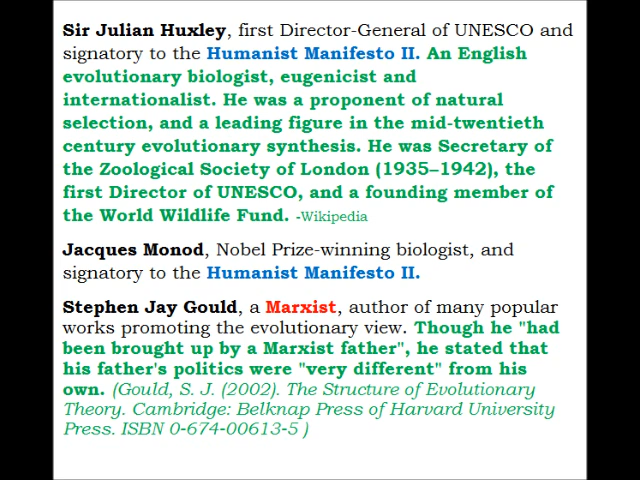 Sir Julian Huxley, first Director-General of UNESCO and
signatory to the Humanist Manifesto II. An English
evolutionary biologist, eugenicist and
internationalist. He was a proponent of natural
selection, and a leading figure in the mid-twentieth
century evolutionary synthesis. He was Secretary of
the Zoological Society of London (1935–1942), the
first Director of UNESCO, and a founding member of
the World Wildlife Fund. -Wikipedia
Jacques Monod, Nobel Prize-winning biologist, and
signatory to the Humanist Manifesto II.
Stephen Jay Gould, a Marxist, author of many popular
works promoting the evolutionary view. Though he "had
been brought up by a Marxist father", he stated that
his father's politics were "very different" from his
own. (Gould, S. J. (2002). The Structure of Evolutionary
Theory. Cambridge: Belknap Press of Harvard University
Press. ISBN 0-674-00613-5 )